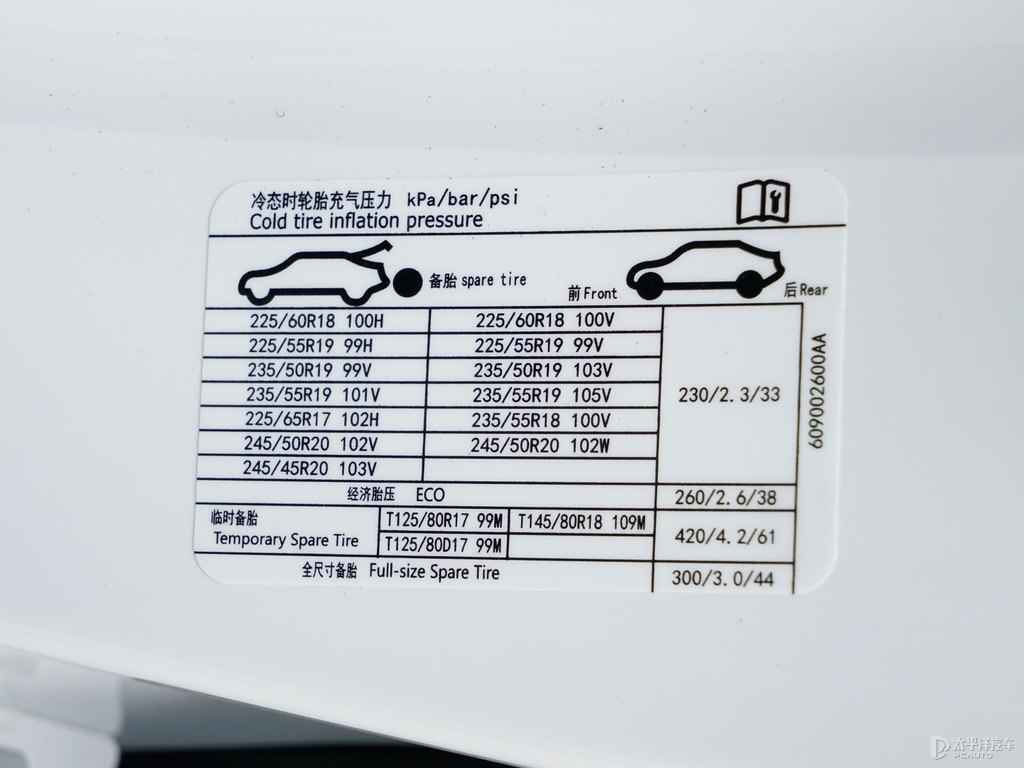 冷态时轮胎充气压力 kPa/bar/psi
Cold tire inflation pressure
备胎 spare tire
前 Front
后 Rear
225/60R18 100H 225/60R18 100V
225/55R19 99H 225/55R19 99V
235/50R19 99V 235/50R19 103V
235/55R19 101V 235/55R19 105V
225/65R17 102H 235/55R18 100V
245/50R20 102V 245/50R20 102W
245/45R20 103V
230/2.3/33
经济胎压 ECO 260/2.6/38
临时备胎
Temporary Spare Tire
T125/80R17 99M T145/80R18 109M
T125/80D17 99M
420/4.2/61
全尺寸备胎 Full-size Spare Tire 300/3.0/44
609002600AA
太平洋汽车
PCAUTO